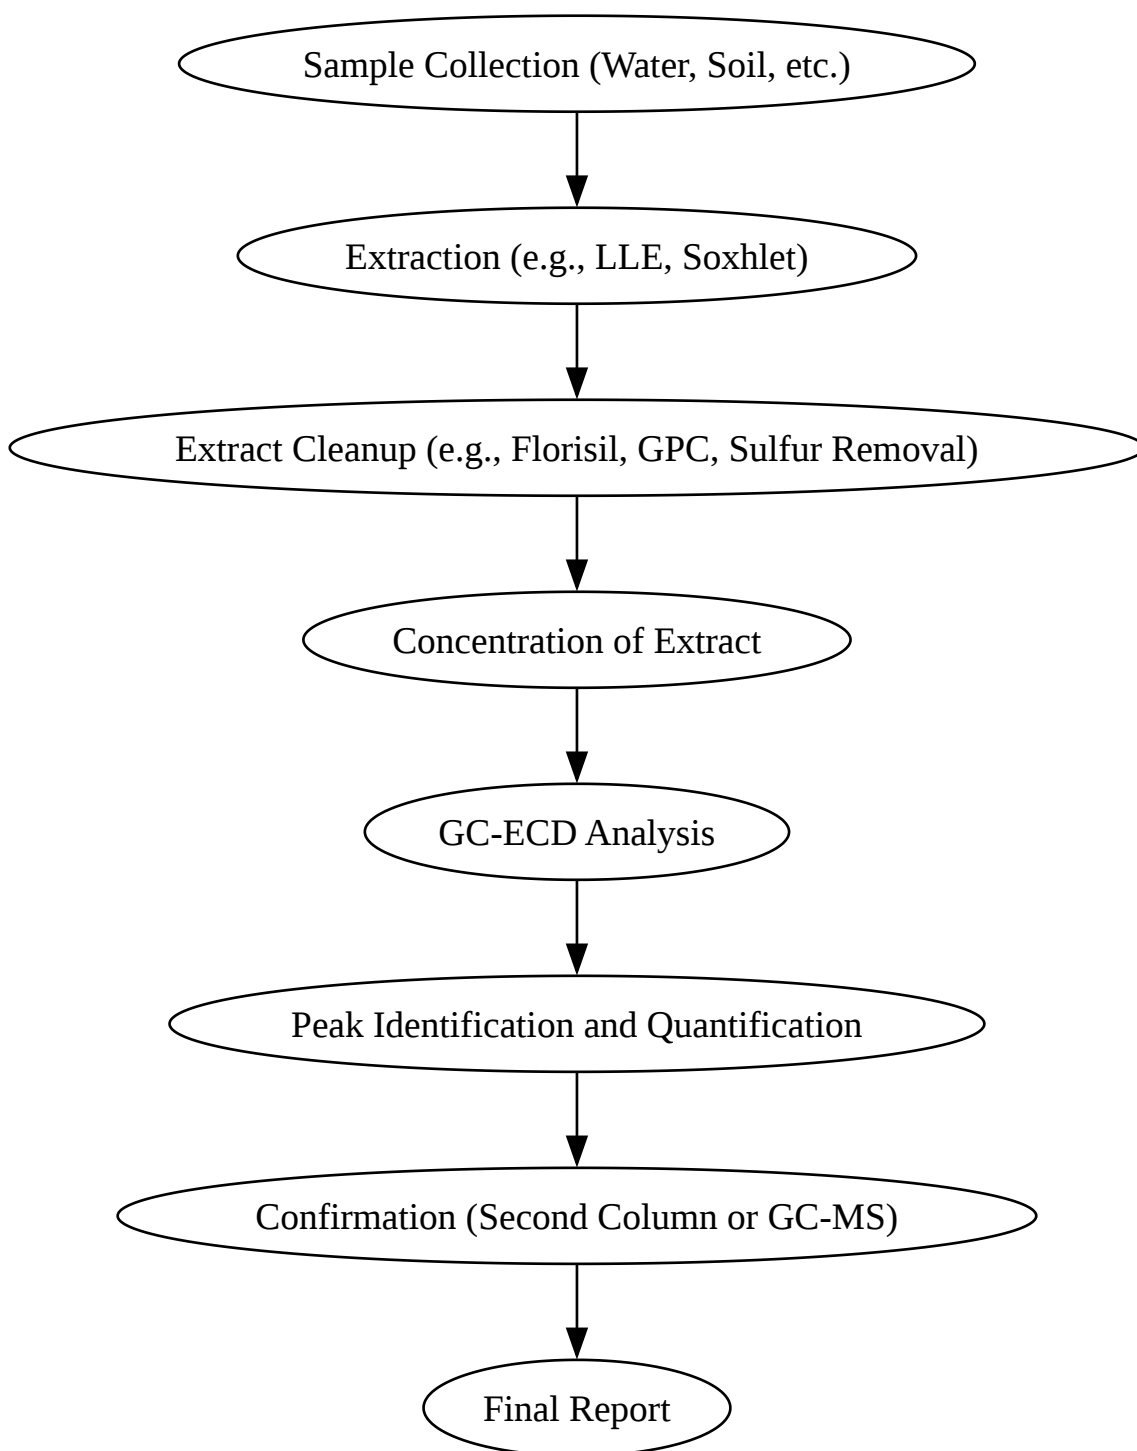 Sample Collection (Water, Soil, etc.)
Extraction (e.g., LLE, Soxhlet)
Extract Cleanup (e.g., Florisil, GPC, Sulfur Removal)
Concentration of Extract
GC-ECD Analysis
Peak Identification and Quantification
Confirmation (Second Column or GC-MS)
Final Report